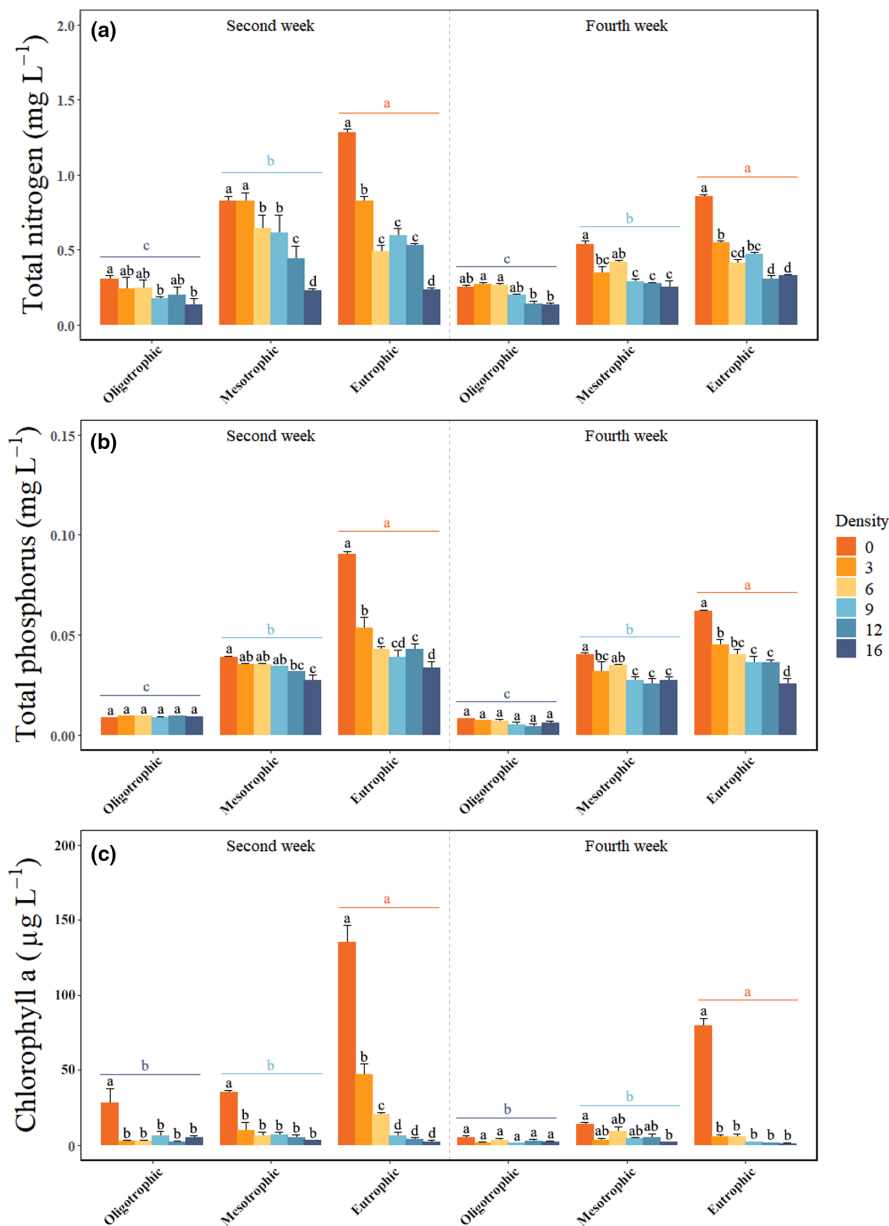 (a)
Second week
Fourth week
Total nitrogen (mg L⁻¹)
2.0
1.5
1.0
0.5
0.0
c
a ab ab b ab b
b
a a b b c d
a
a b c c c d
c
ab a a ab b b
b
a bc ab c c c
a
a b cd bc d d
Oligotrophic
Mesotrophic
Eutrophic
Oligotrophic
Mesotrophic
Eutrophic
(b)
Second week
Fourth week
Total phosphorus (mg L⁻¹)
0.15
0.10
0.05
0.00
c
a a a a a a
b
a ab ab ab bc c
a
a b c cd c d
c
a a a a a a
b
a bc ab c c c
a
a b bc c c d
Oligotrophic
Mesotrophic
Eutrophic
Oligotrophic
Mesotrophic
Eutrophic
Density
0
3
6
9
12
16
(c)
Second week
Fourth week
Chlorophyll a ( μg L⁻¹)
200
150
100
50
0
b
a b b b b b
b
a b b b b b
a
a b c d d d
b
a a a a a a
b
a ab ab ab ab b
a
a b b b b b
Oligotrophic
Mesotrophic
Eutrophic
Oligotrophic
Mesotrophic
Eutrophic